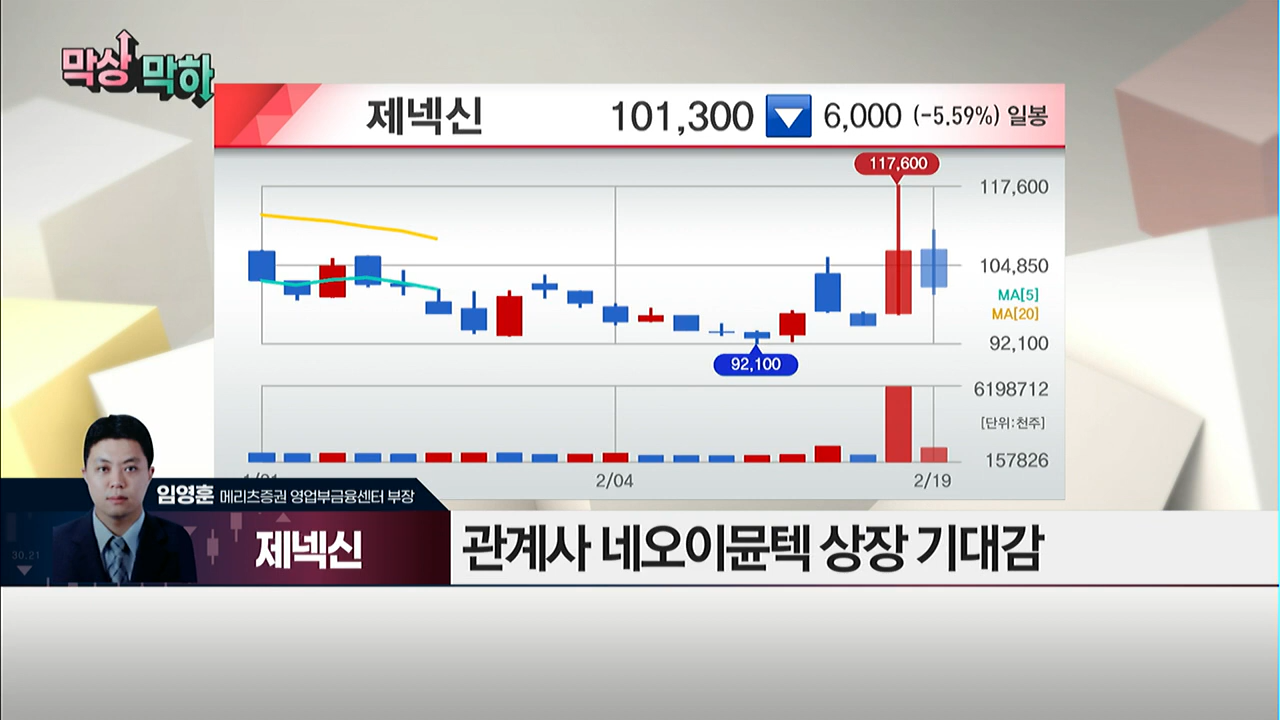 막상 막하
제넥신 101,300 ▼ 6,000 (-5.59%) 일봉
117,600
117,600
104,850
MA[5]
MA[20]
92,100
92,100
6198712
[단위:천주]
157826
2/04 2/19
임영훈 메리츠증권 영업부금융센터 부장
30.21
제넥신
관계사 네오이뮨텍 상장 기대감